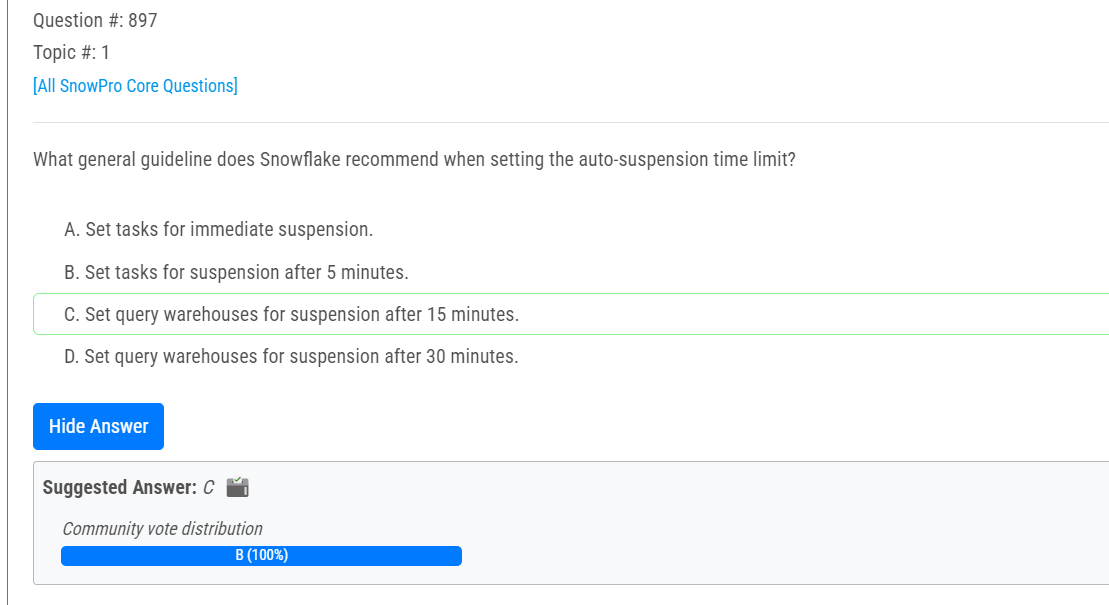 Question #: 897
Topic #: 1
[All SnowPro Core Questions]
What general guideline does Snowflake recommend when setting the auto-suspension time limit?
A. Set tasks for immediate suspension.
B. Set tasks for suspension after 5 minutes.
C. Set query warehouses for suspension after 15 minutes.
D. Set query warehouses for suspension after 30 minutes.
Hide Answer
Suggested Answer: C
Community vote distribution
B (100%)